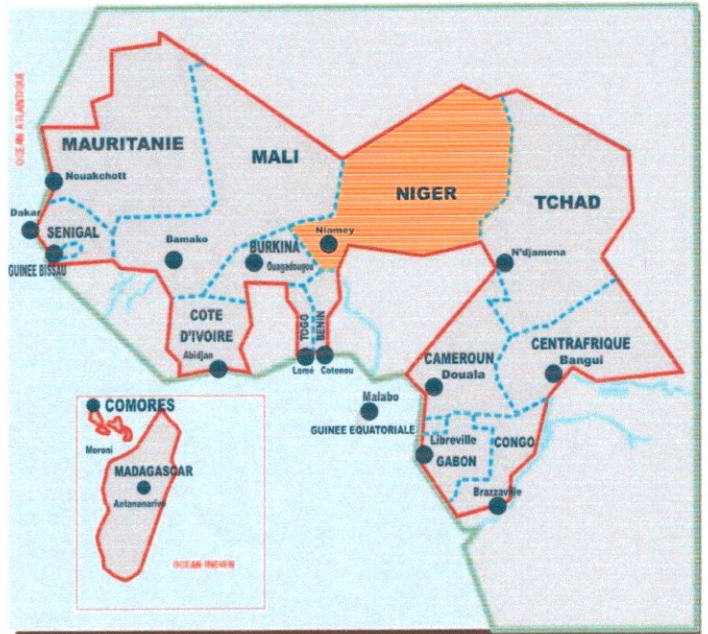 OCEAN ATLANTIQUE
MAURITANIE
MALI
NIGER
TCHAD
Nouakchott
Dakar
SENIGAL
GUINEE BISSAU
Bamako
BURKINA
Ouagadougou
Niamey
N'djamena
COTE
D'IVOIRE
Abidjan
TOGO
BENIN
Lomé
Cotenou
CAMEROUN
Douala
CENTRAFRIQUE
Bangui
Malabo
GUINEE EQUATORIALE
Libreville
GABON
CONGO
Brazzaville
COMORES
Moroni
MADAGASCAR
Antananarivo
OCEAN INDIEN